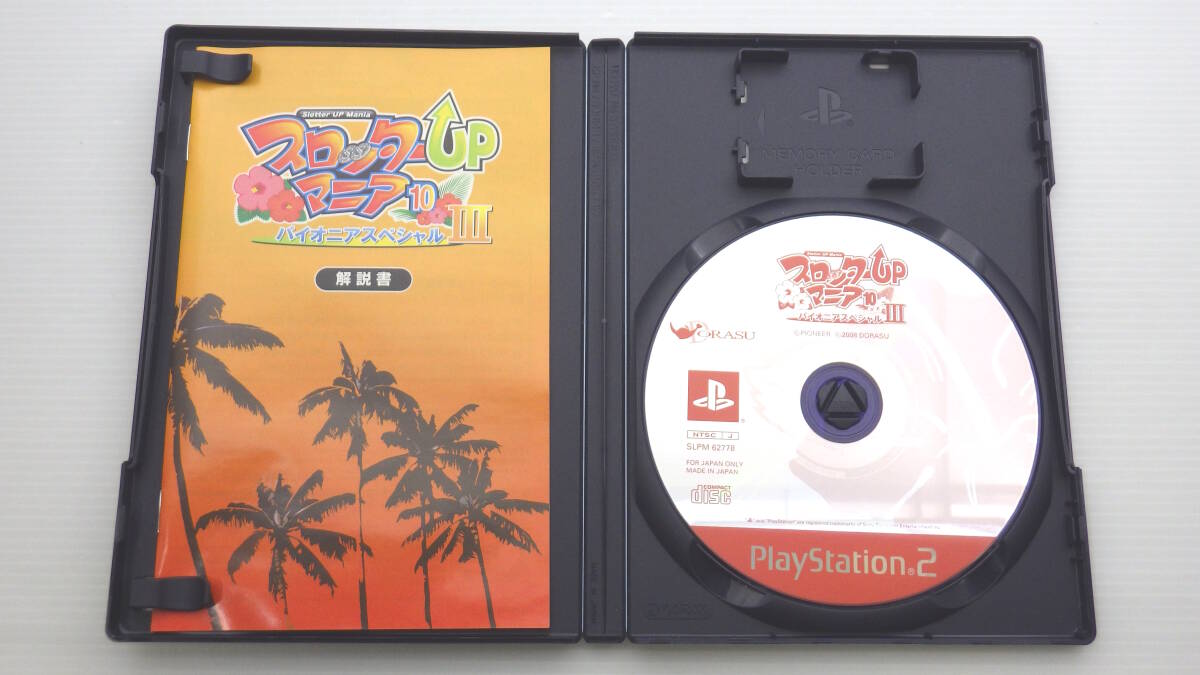 Slotter UP Mania
スロッターUP
マニア10
パイオニアスペシャルIII
解説書
MEMORY CARD
HOLDER
Slotter UP Mania
スロッターUP
マニア10
パイオニアスペシャルIII
DORASU
©PIONEER ©2006 DORASU
NTSC J
SLPM 62778
FOR JAPAN ONLY
MADE IN JAPAN
COMPACT
disc
PlayStation®2